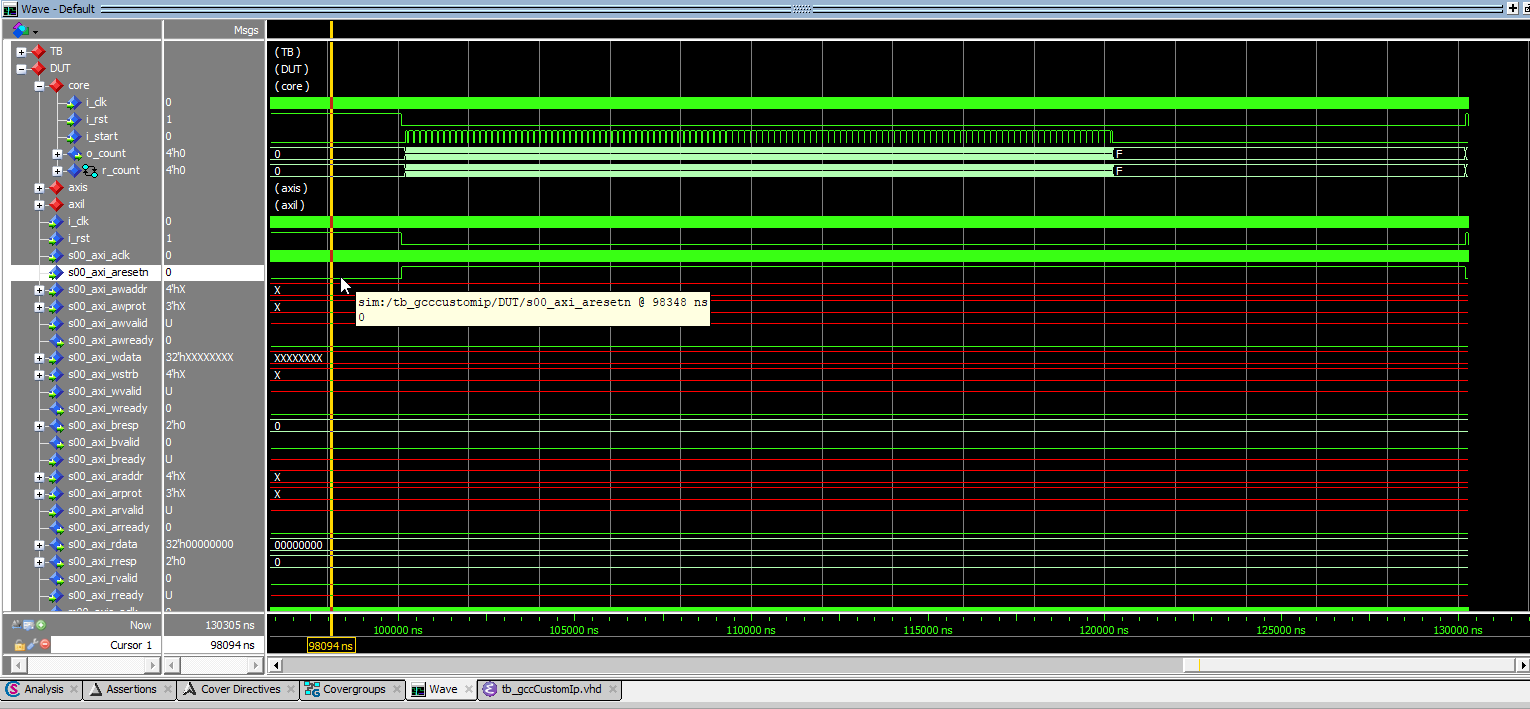 Wave - Default
Msgs
TB (TB)
DUT (DUT)
core (core)
i_clk 0
i_rst 1
i_start 0
o_count 4'h0 0 F
r_count 4'h0 0 F
axis (axis)
axil (axil)
i_clk 0
i_rst 1
s00_axi_aclk 0
s00_axi_aresetn 0
s00_axi_awaddr 4'hX X
s00_axi_awprot 3'hX X
sim:/tb_gcccustomip/DUT/s00_axi_aresetn @ 98348 ns
0
s00_axi_awvalid U
s00_axi_awready 0
s00_axi_wdata 32'hXXXXXXXX XXXXXXXX
s00_axi_wstrb 4'hX X
s00_axi_wvalid U
s00_axi_wready 0
s00_axi_bresp 2'h0 0
s00_axi_bvalid 0
s00_axi_bready U
s00_axi_araddr 4'hX X
s00_axi_arprot 3'hX X
s00_axi_arvalid U
s00_axi_arready 0
s00_axi_rdata 32'h00000000 00000000
s00_axi_rresp 2'h0 0
s00_axi_rvalid 0
s00_axi_rready U
Now 130305 ns 100000 ns 105000 ns 110000 ns 115000 ns 120000 ns 125000 ns 130000 ns
Cursor 1 98094 ns 98094 ns
Analysis Assertions Cover Directives Covergroups Wave tb_gccCustomIp.vhd